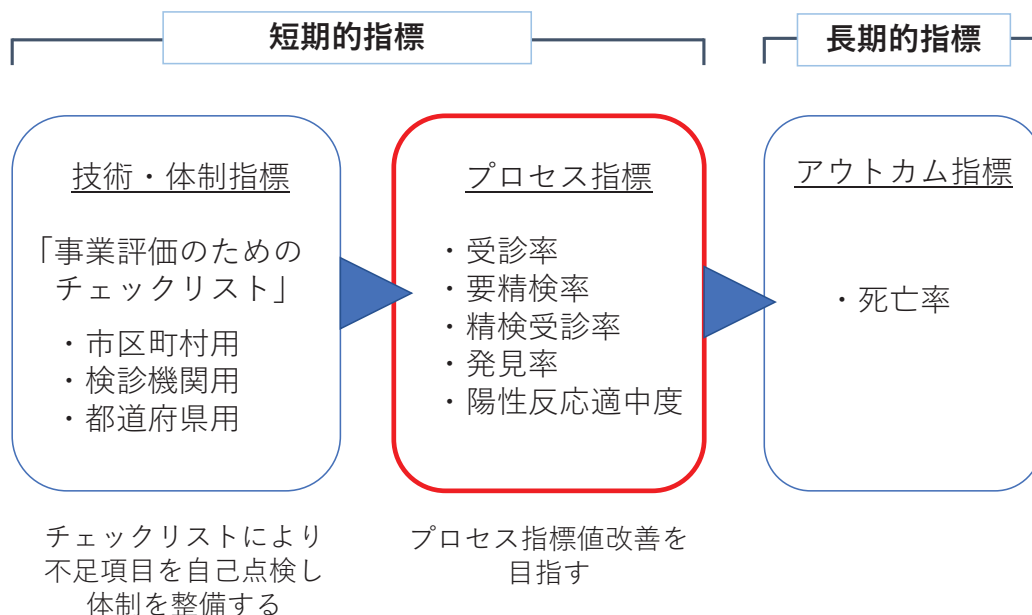 短期的指標
長期的指標
技術・体制指標
「事業評価のための
チェックリスト」
・市区町村用
・検診機関用
・都道府県用
プロセス指標
・受診率
・要精検率
・精検受診率
・発見率
・陽性反応適中度
アウトカム指標
・死亡率
チェックリストにより
不足項目を自己点検し
体制を整備する
プロセス指標値改善を
目指す